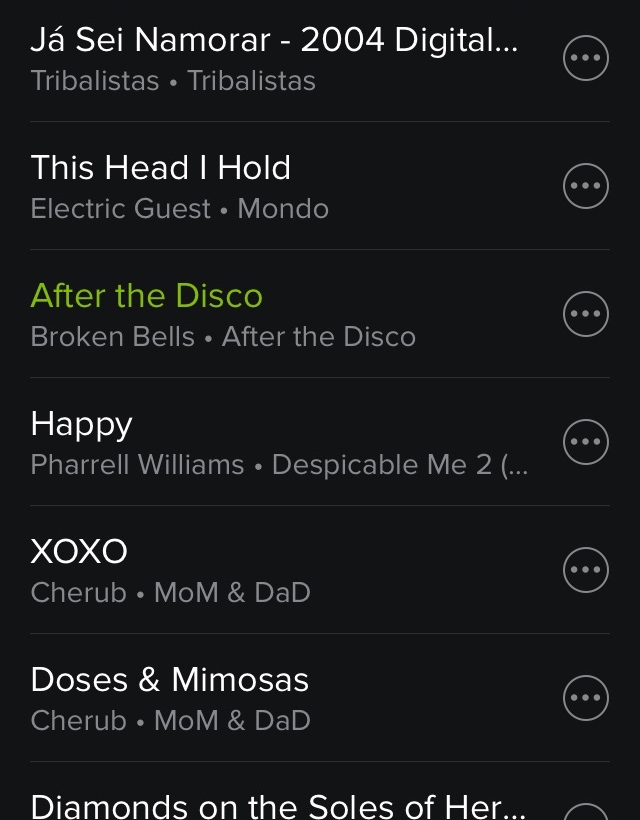 Já Sei Namorar - 2004 Digital...
Tribalistas • Tribalistas
This Head I Hold
Electric Guest • Mondo
After the Disco
Broken Bells • After the Disco
Happy
Pharrell Williams • Despicable Me 2 (...
XOXO
Cherub • MoM & DaD
Doses & Mimosas
Cherub • MoM & DaD
Diamonds on the Soles of Her...